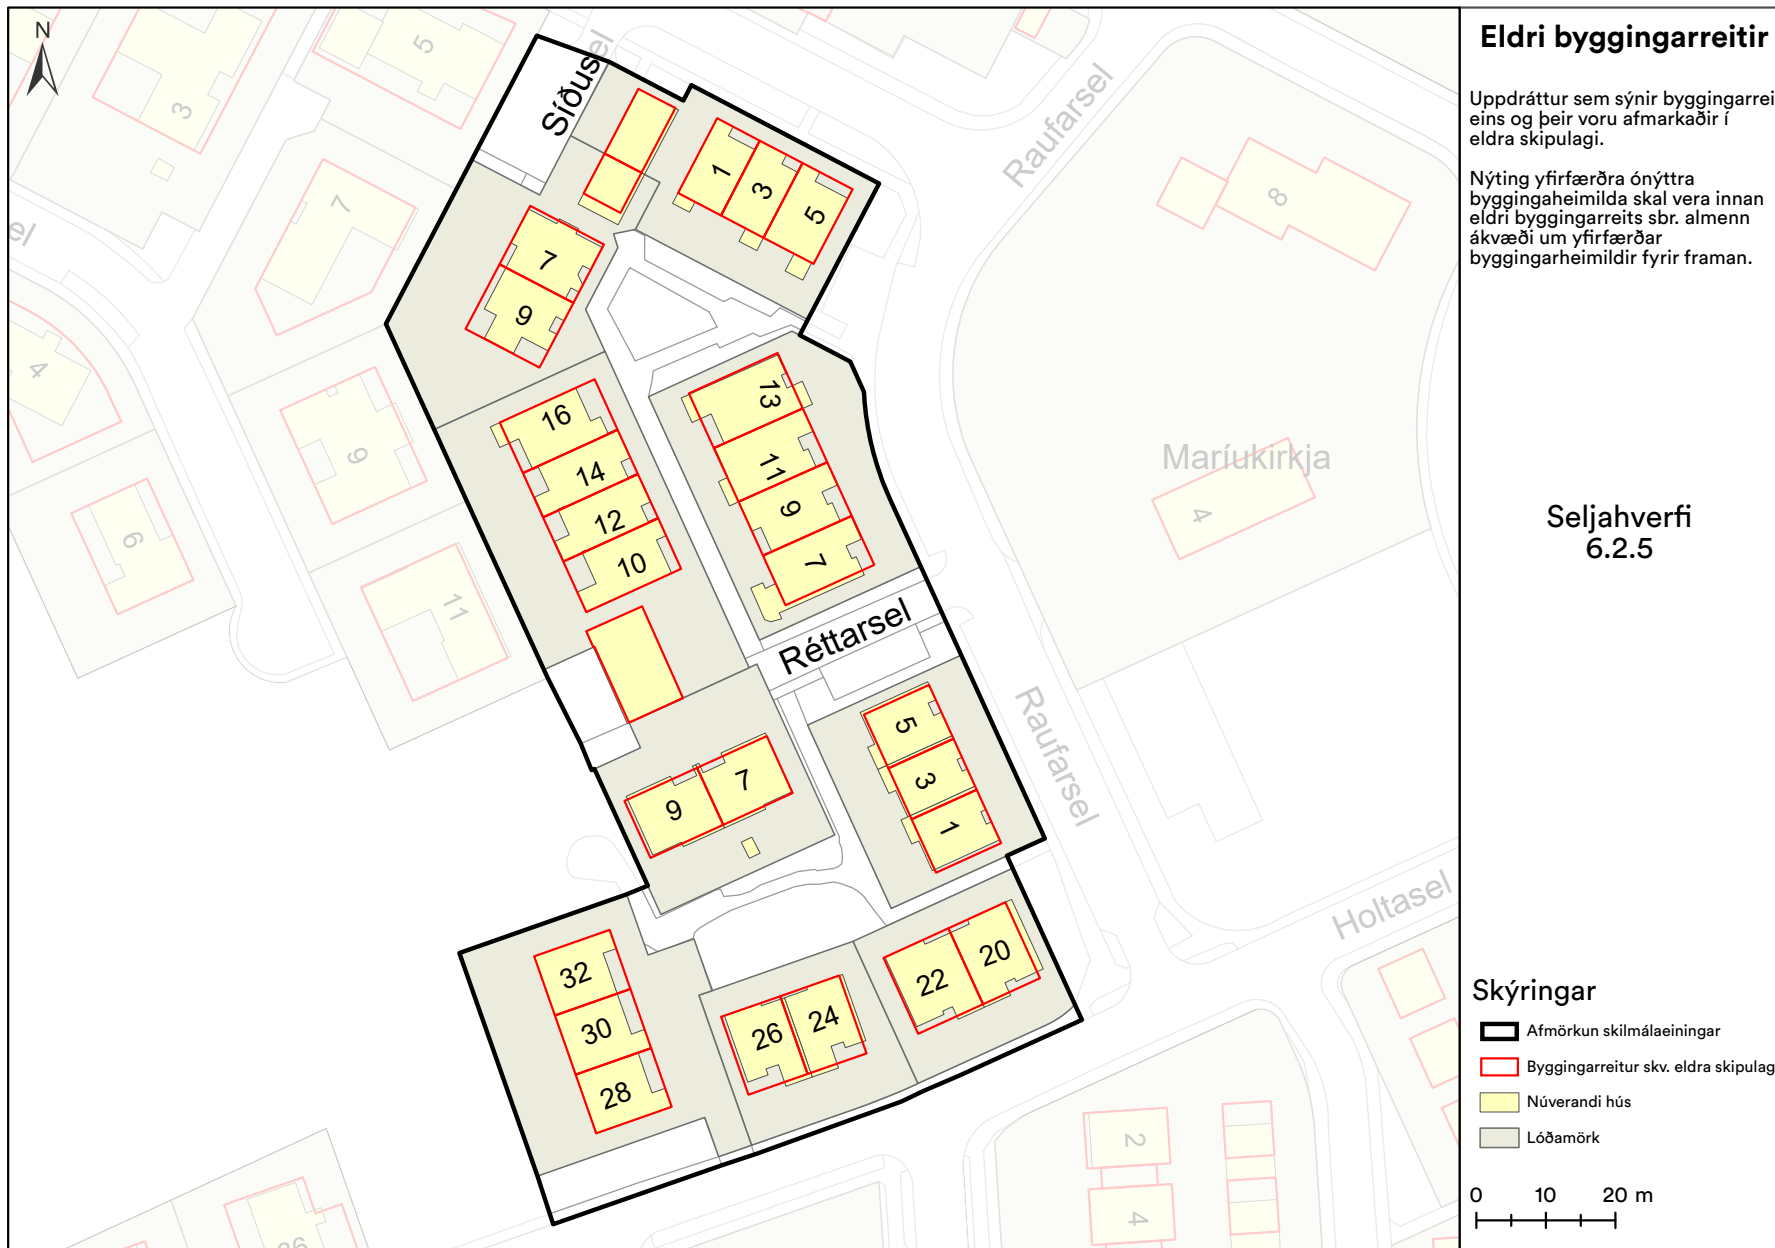 Eldri byggingarreitir
Uppdráttur sem sýnir byggingarrei
eins og þeir voru afmarkaðir í
eldra skipulagi.
Nýting yfirfærðra ónýttra
byggingaheimilda skal vera innan
eldri byggingarreits sbr. almenn
ákvæði um yfirfærðar
byggingarheimildir fyrir framan.
Seljahverfi
6.2.5
Skýringar
Afmörkun skilmálaeiningar
Byggingarreitur skv. eldra skipulag
Núverandi hús
Lóðamörk
0 10 20 m
N
Síðusel
Raufarsel
3
5
7
4
9
6
11
el
1
3
5
7
9
8
16
14
12
10
13
11
9
7
Maríukirkja
4
Réttarsel
Raufarsel
5
3
1
9
7
Holtasel
32
30
28
26
24
22
20
2
4